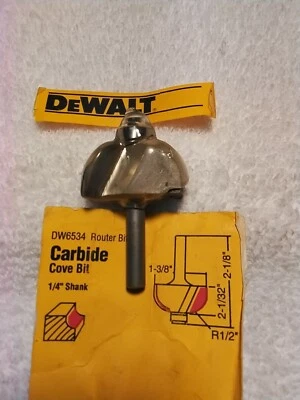 DEWALT
DW6534 Router Bi
Carbide
Cove Bit
1/4" Shank
1-3/8"
2-1/8"
2-1/32"
R1/2"